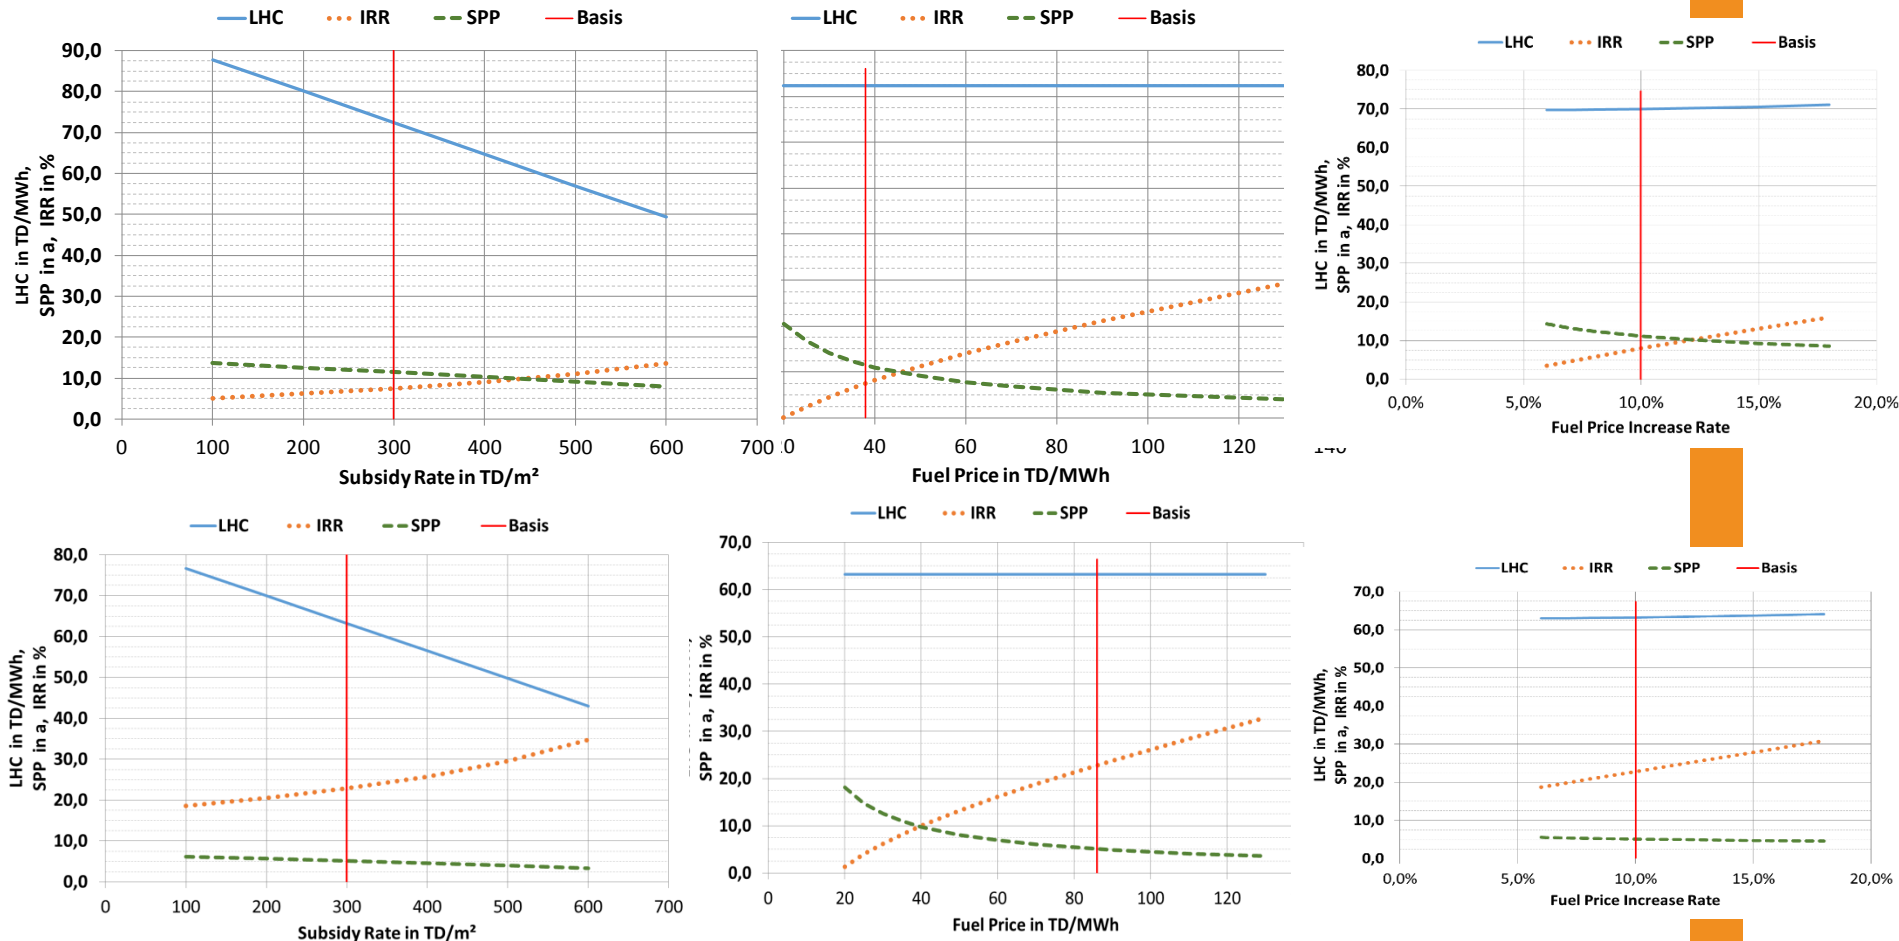 LHC IRR SPP Basis
90,0
80,0
70,0
60,0
50,0
40,0
30,0
20,0
10,0
0,0
0 100 200 300 400 500 600 700
LHC in TD/MWh,
SPP in a, IRR in %
Subsidy Rate in TD/m²
LHC IRR SPP Basis
40 60 80 100 120
Fuel Price in TD/MWh
LHC IRR SPP Basis
80,0
70,0
60,0
50,0
40,0
30,0
20,0
10,0
0,0
0,0% 5,0% 10,0% 15,0% 20,0%
LHC in TD/MWh,
SPP in a, IRR in %
Fuel Price Increase Rate
LHC IRR SPP Basis
80,0
70,0
60,0
50,0
40,0
30,0
20,0
10,0
0,0
0 100 200 300 400 500 600 700
LHC in TD/MWh,
SPP in a, IRR in %
Subsidy Rate in TD/m²
LHC IRR SPP Basis
70,0
60,0
50,0
40,0
30,0
20,0
10,0
0,0
0 20 40 60 80 100 120
SPP in a, IRR in %
Fuel Price in TD/MWh
LHC IRR SPP Basis
70,0
60,0
50,0
40,0
30,0
20,0
10,0
0,0
0,0% 5,0% 10,0% 15,0% 20,0%
LHC in TD/MWh,
SPP in a, IRR in %
Fuel Price Increase Rate